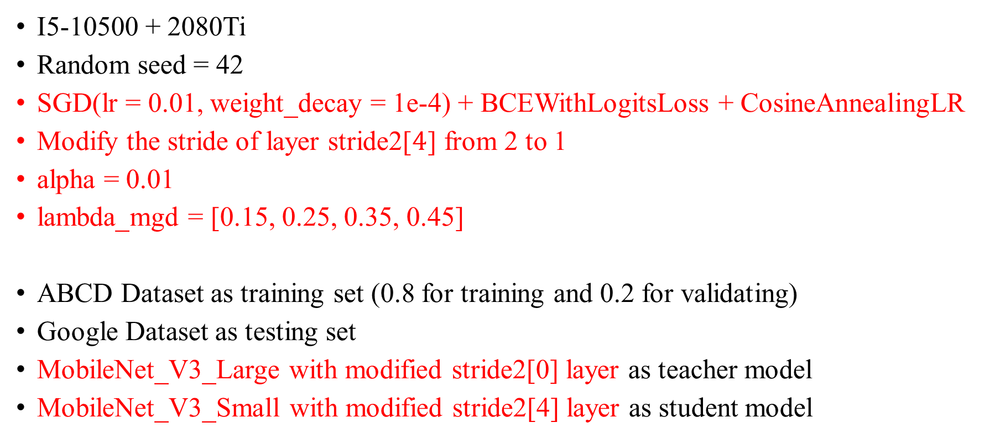 • I5-10500 + 2080Ti
• Random seed = 42
• SGD(lr = 0.01, weight_decay = 1e-4) + BCEWithLogitsLoss + CosineAnnealingLR
• Modify the stride of layer stride2[4] from 2 to 1
• alpha = 0.01
• lambda_mgd = [0.15, 0.25, 0.35, 0.45]
• ABCD Dataset as training set (0.8 for training and 0.2 for validating)
• Google Dataset as testing set
• MobileNet_V3_Large with modified stride2[0] layer as teacher model
• MobileNet_V3_Small with modified stride2[4] layer as student model